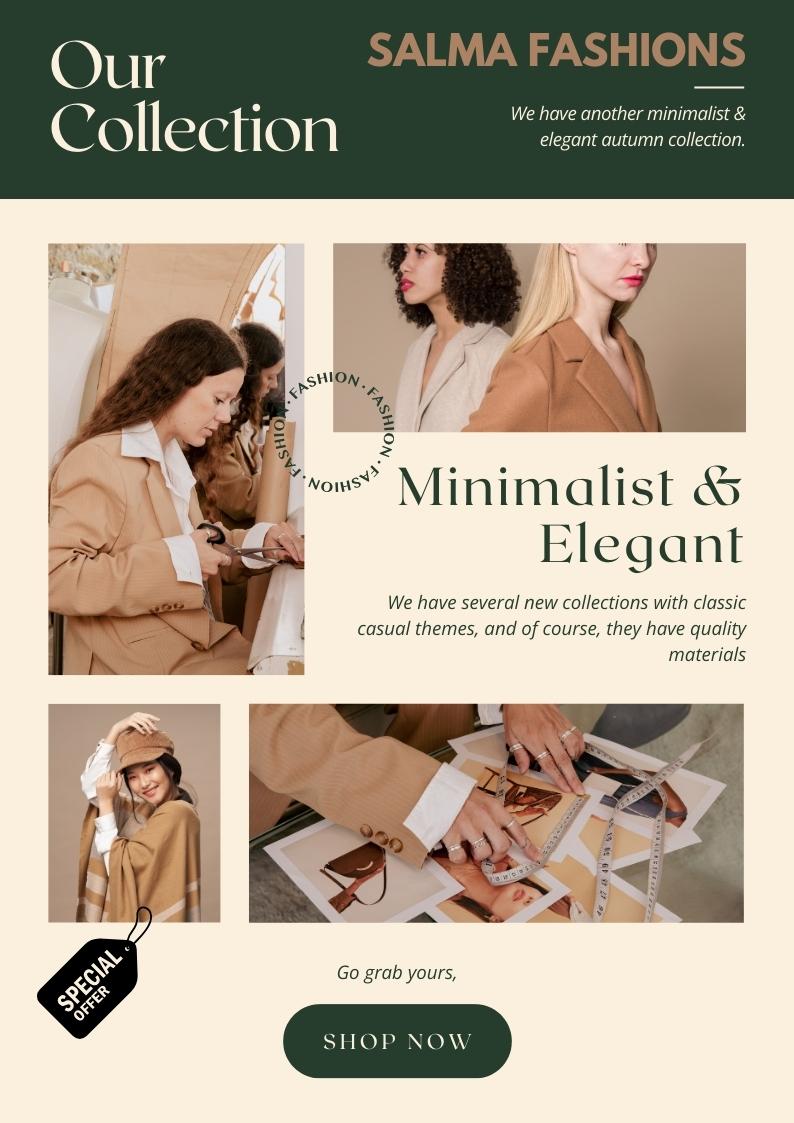 Our
Collection
SALMA FASHIONS
We have another minimalist &
elegant autumn collection.
FASHION · FASHION · FASHION · FASHION ·
Minimalist &
Elegant
We have several new collections with classic
casual themes, and of course, they have quality
materials
SPECIAL
OFFER
Go grab yours,
SHOP NOW